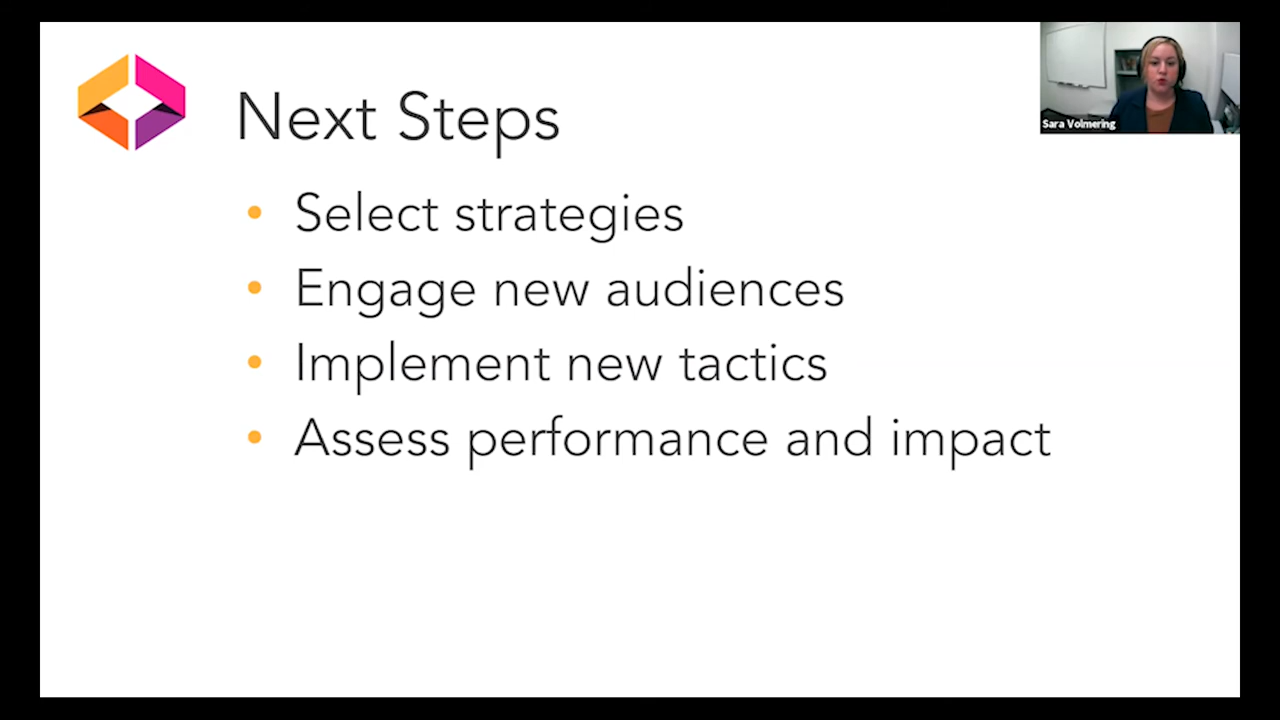 Next Steps
Sara Volmering
• Select strategies
• Engage new audiences
• Implement new tactics
• Assess performance and impact